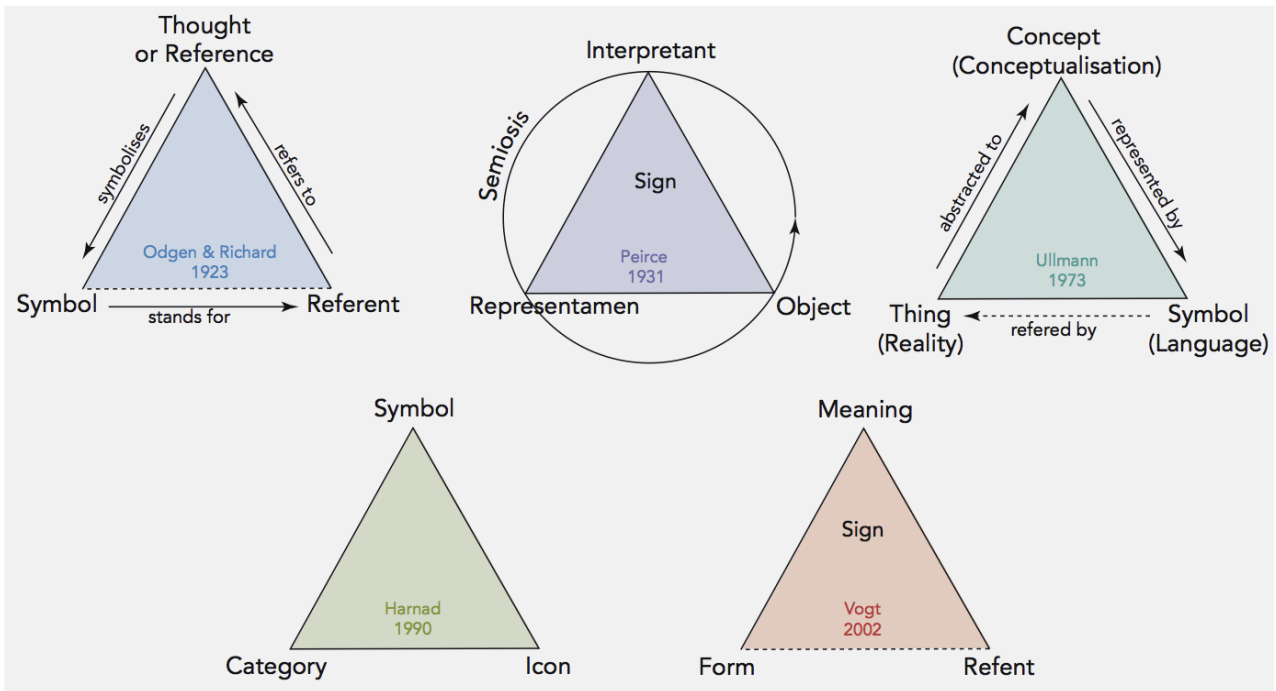 Thought
or Reference
symbolises
refers to
Odgen & Richard
1923
Symbol
stands for
Referent
Interpretant
Semiosis
Sign
Peirce
1931
Representamen
Object
Concept
(Conceptualisation)
abstracted to
represented by
Ullmann
1973
Thing
(Reality)
refered by
Symbol
(Language)
Symbol
Harnad
1990
Category
Icon
Meaning
Sign
Vogt
2002
Form
Refent